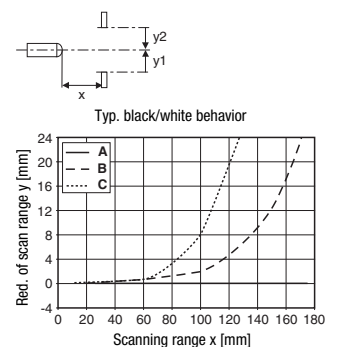 y2
y1
x
Typ. black/white behavior
Red. of scan range y [mm]
24
20
16
12
8
4
0
-4
A
B
C
0 20 40 60 80 100 120 140 160 180
Scanning range x [mm]